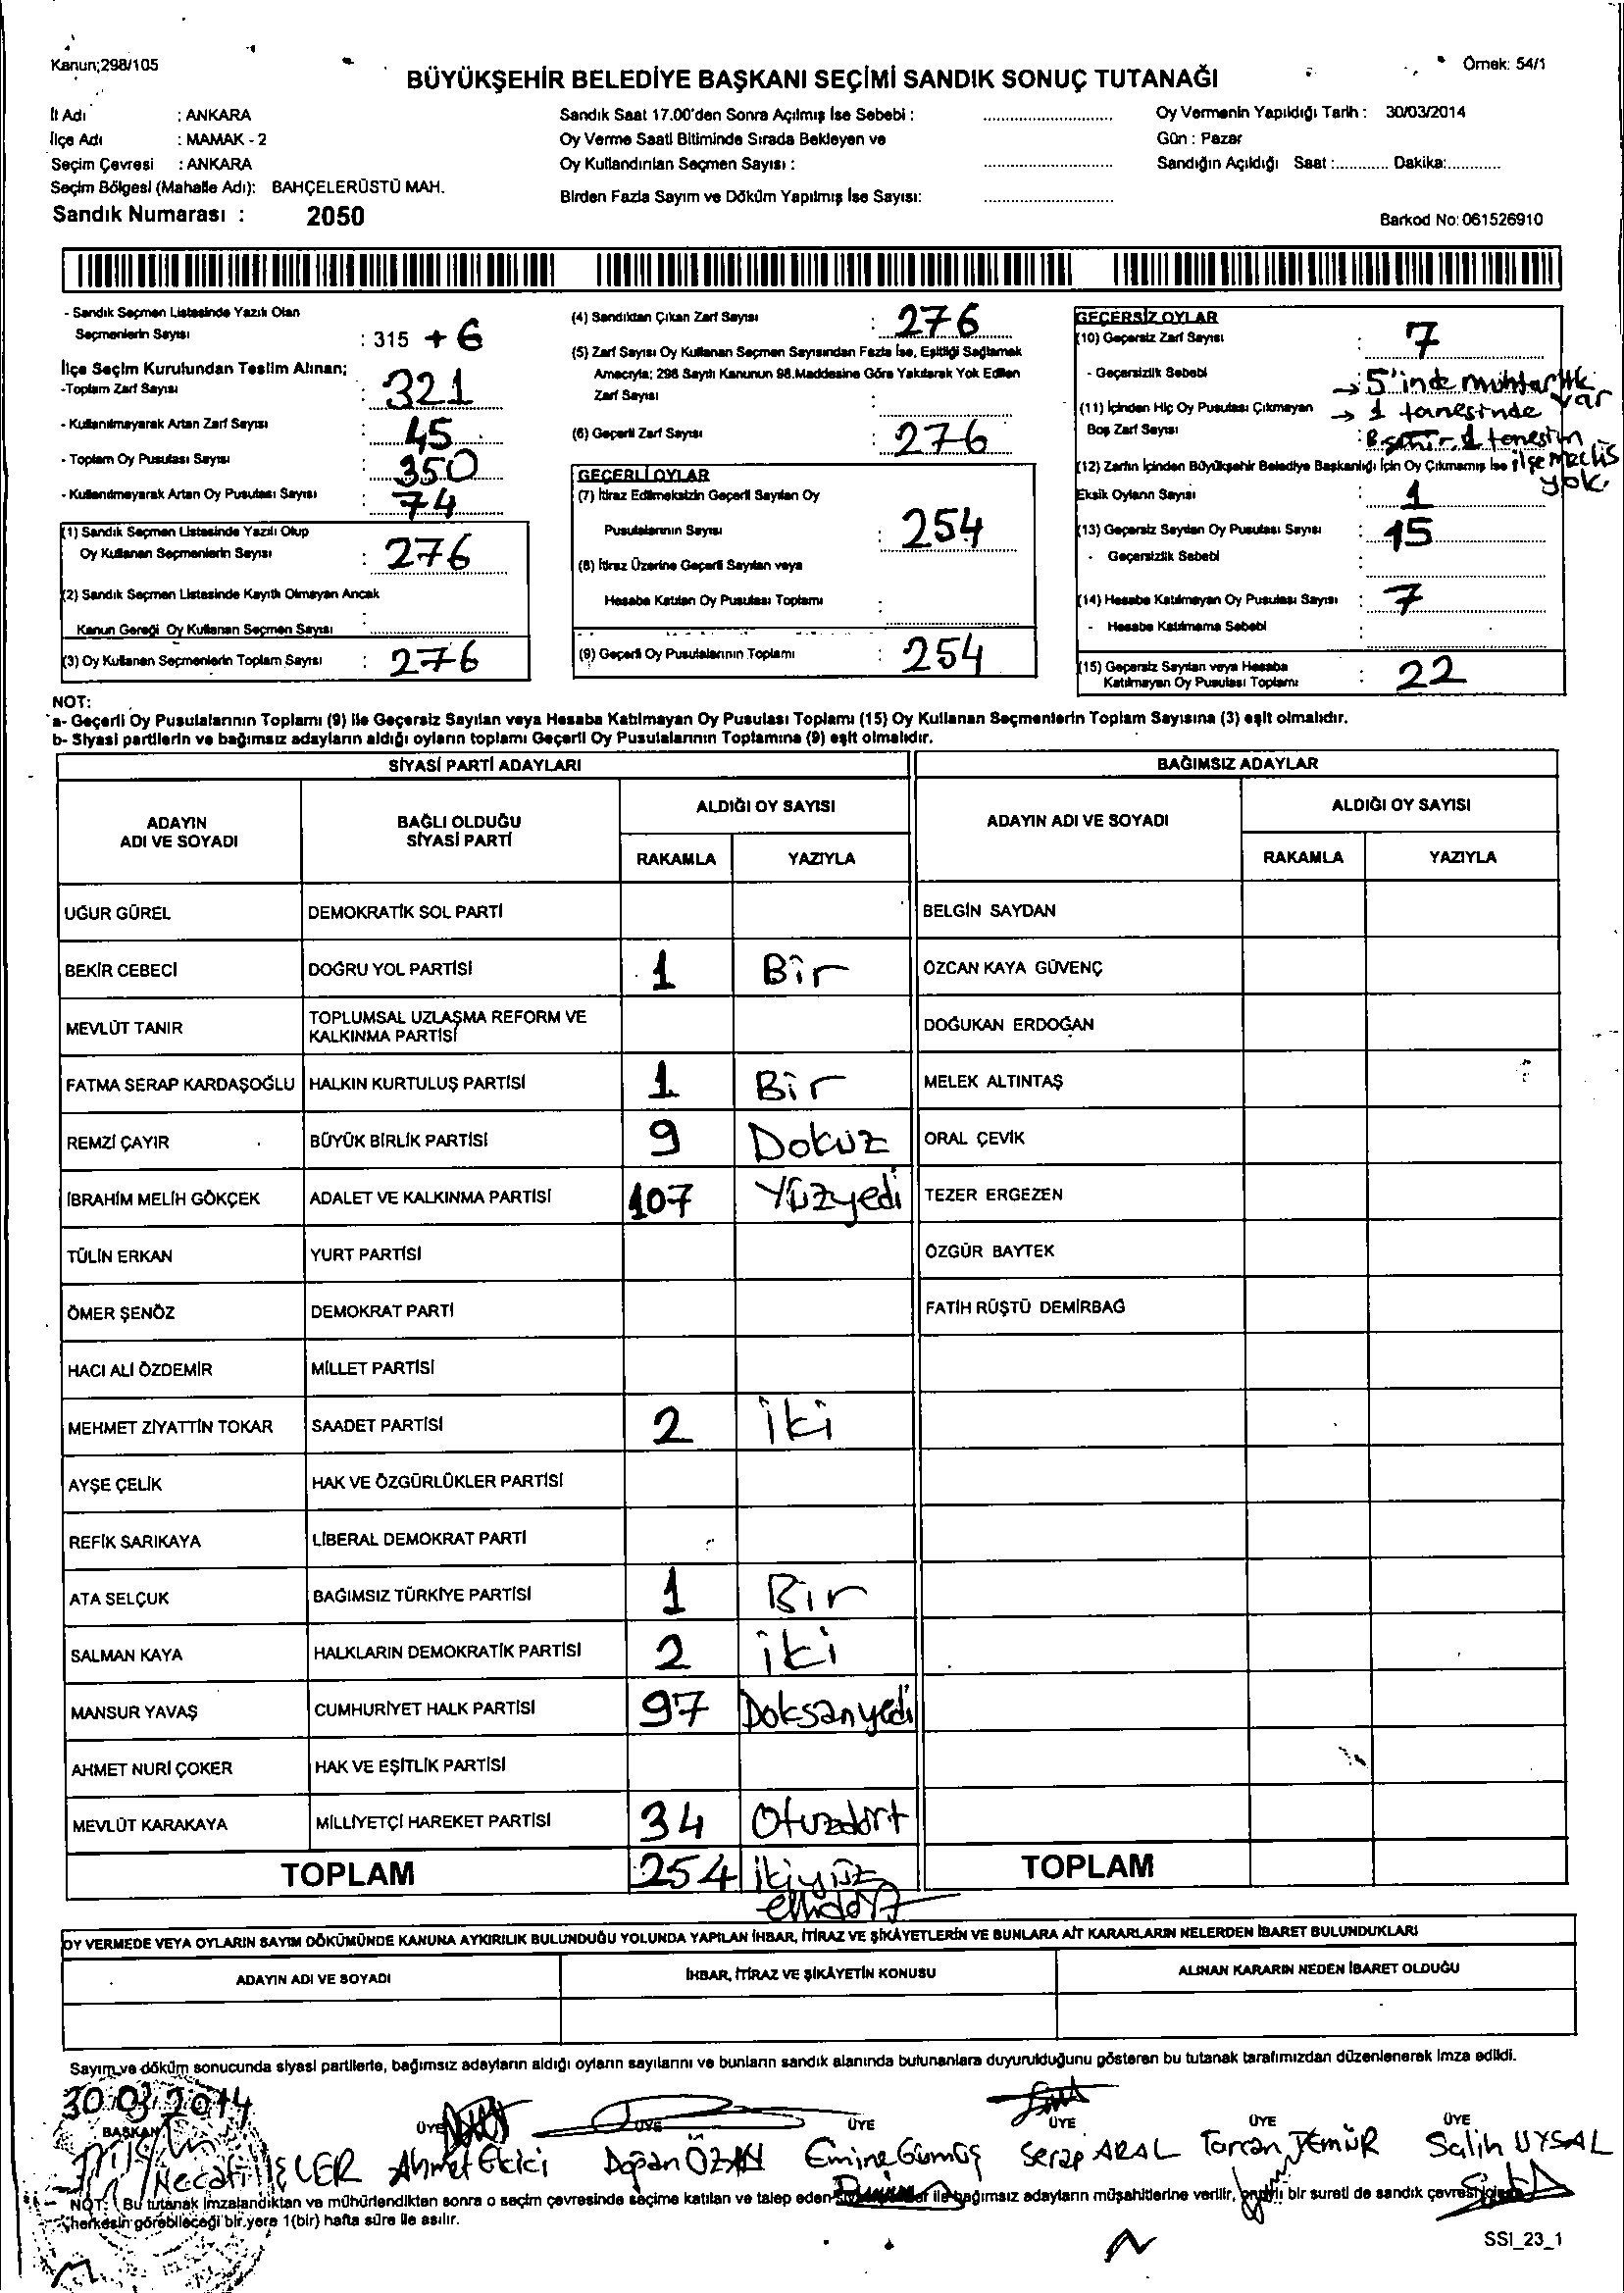 Kanun;298/105
Örnek: 54/1
BÜYÜKŞEHİR BELEDİYE BAŞKANI SEÇİMİ SANDIK SONUÇ TUTANAĞI
İl Adı : ANKARA
İlçe Adı : MAMAK - 2
Seçim Çevresi : ANKARA
Seçim Bölgesi (Mahalle Adı): BAHÇELERÜSTÜ MAH.
Sandık Numarası : 2050
Sandık Saat 17.00'den Sonra Açılmış İse Sebebi :
Oy Verme Saati Bitiminde Sırada Bekleyen ve
Oy Kullandırılan Seçmen Sayısı :
Birden Fazla Sayım ve Döküm Yapılmış İse Sayısı:
Oy Vermenin Yapıldığı Tarih : 30/03/2014
Gün : Pazar
Sandığın Açıldığı Saat :............ Dakika:............
Barkod No: 061526910
- Sandık Seçmen Listesinde Yazılı Olan
Seçmenlerin Sayısı : 315 + 6
İlçe Seçim Kurulundan Teslim Alınan;
-Toplam Zarf Sayısı : 321
- Kullanılmayarak Artan Zarf Sayısı : 45
- Toplam Oy Pusulası Sayısı : 350
- Kullanılmayarak Artan Oy Pusulası Sayısı : 74
(1) Sandık Seçmen Listesinde Yazılı Olup
Oy Kullanan Seçmenlerin Sayısı : 276
(2) Sandık Seçmen Listesinde Kayıtlı Olmayan Ancak
Kanun Gereği Oy Kullanan Seçmen Sayısı :
(3) Oy Kullanan Seçmenlerin Toplam Sayısı : 276
(4) Sandıktan Çıkan Zarf Sayısı : 276
(5) Zarf Sayısı Oy Kullanan Seçmen Sayısından Fazla İse, Eşitliği Sağlamak
Amacıyla; 298 Sayılı Kanunun 98.Maddesine Göre Yakılarak Yok Edilen
Zarf Sayısı :
(6) Geçerli Zarf Sayısı : 276
GEÇERLİ OYLAR
(7) İtiraz Edilmeksizin Geçerli Sayılan Oy
Pusulalarının Sayısı : 254
(8) İtiraz Üzerine Geçerli Sayılan veya
Hesaba Katılan Oy Pusulası Toplamı :
(9) Geçerli Oy Pusulalarının Toplamı : 254
GEÇERSİZ OYLAR
(10) Geçersiz Zarf Sayısı : 7
- Geçersizlik Sebebi → 5'inde muhtarlık var
(11) İçinden Hiç Oy Pusulası Çıkmayan → 1 tanesinde
Boş Zarf Sayısı : B.şehir, 1 tanesin
(12) Zarfın İçinden Büyükşehir Belediye Başkanlığı İçin Oy Çıkmamış İse ilçe meclis yok.
Eksik Oyların Sayısı : 1
(13) Geçersiz Sayılan Oy Pusulası Sayısı : 15
- Geçersizlik Sebebi :
(14) Hesaba Katılmayan Oy Pusulası Sayısı : 7
- Hesaba Katılmama Sebebi :
(15) Geçersiz Sayılan veya Hesaba
Katılmayan Oy Pusulası Toplamı : 22
NOT:
a- Geçerli Oy Pusulalarının Toplamı (9) ile Geçersiz Sayılan veya Hesaba Katılmayan Oy Pusulası Toplamı (15) Oy Kullanan Seçmenlerin Toplam Sayısına (3) eşit olmalıdır.
b- Siyasi partilerin ve bağımsız adayların aldığı oyların toplamı Geçerli Oy Pusulalarının Toplamına (9) eşit olmalıdır.
SİYASİ PARTİ ADAYLARI BAĞIMSIZ ADAYLAR
ADAYIN ADI VE SOYADI BAĞLI OLDUĞU SİYASİ PARTİ ALDIĞI OY SAYISI ADAYIN ADI VE SOYADI ALDIĞI OY SAYISI
RAKAMLA YAZIYLA RAKAMLA YAZIYLA
UĞUR GÜREL DEMOKRATİK SOL PARTİ BELGİN SAYDAN
BEKİR CEBECİ DOĞRU YOL PARTİSİ 1 Bir ÖZCAN KAYA GÜVENÇ
MEVLÜT TANIR TOPLUMSAL UZLAŞMA REFORM VE KALKINMA PARTİSİ DOĞUKAN ERDOĞAN
FATMA SERAP KARDAŞOĞLU HALKIN KURTULUŞ PARTİSİ 1 Bir MELEK ALTINTAŞ
REMZİ ÇAYIR BÜYÜK BİRLİK PARTİSİ 9 Dokuz ORAL ÇEVİK
İBRAHİM MELİH GÖKÇEK ADALET VE KALKINMA PARTİSİ 107 Yüzyedi TEZER ERGEZEN
TÜLİN ERKAN YURT PARTİSİ ÖZGÜR BAYTEK
ÖMER ŞENÖZ DEMOKRAT PARTİ FATİH RÜŞTÜ DEMİRBAĞ
HACI ALİ ÖZDEMİR MİLLET PARTİSİ
MEHMET ZİYATTİN TOKAR SAADET PARTİSİ 2 iki
AYŞE ÇELİK HAK VE ÖZGÜRLÜKLER PARTİSİ
REFİK SARIKAYA LİBERAL DEMOKRAT PARTİ
ATA SELÇUK BAĞIMSIZ TÜRKİYE PARTİSİ 1 Bir
SALMAN KAYA HALKLARIN DEMOKRATİK PARTİSİ 2 iki
MANSUR YAVAŞ CUMHURİYET HALK PARTİSİ 97 Doksanyedi
AHMET NURİ ÇOKER HAK VE EŞİTLİK PARTİSİ
MEVLÜT KARAKAYA MİLLİYETÇİ HAREKET PARTİSİ 34 Otuzdört
TOPLAM 254 ikiyüz ellidört TOPLAM
OY VERMEDE VEYA OYLARIN SAYIM DÖKÜMÜNDE KANUNA AYKIRILIK BULUNDUĞU YOLUNDA YAPILAN İHBAR, İTİRAZ VE ŞİKÂYETLERİN VE BUNLARA AİT KARARLARIN NELERDEN İBARET BULUNDUKLARI
ADAYIN ADI VE SOYADI İHBAR, İTİRAZ VE ŞİKÂYETİN KONUSU ALINAN KARARIN NEDEN İBARET OLDUĞU
Sayım ve döküm sonucunda siyasi partilerle, bağımsız adayların aldığı oyların sayılarını ve bunların sandık alanında bulunanlara duyurulduğunu gösteren bu tutanak tarafımızdan düzenlenerek imza edildi.
30.03.2014
BAŞKAN ÜYE ÜYE ÜYE ÜYE ÜYE ÜYE
Necati İŞLER Ahmet Ekici Doğan ÖZAN Emine Gümüş Serap ARAL Tarcan DEMÜR Salih UYSAL
NOT: Bu tutanak imzalandıktan ve mühürlendikten sonra o seçim çevresinde seçime katılan ve talep eden ile bağımsız adayların müşahitlerine verilir, onaylı bir sureti de sandık çevresi içinde
herkesin görebileceği bir yere 1(bir) hafta süre ile asılır.
SSI_23_1